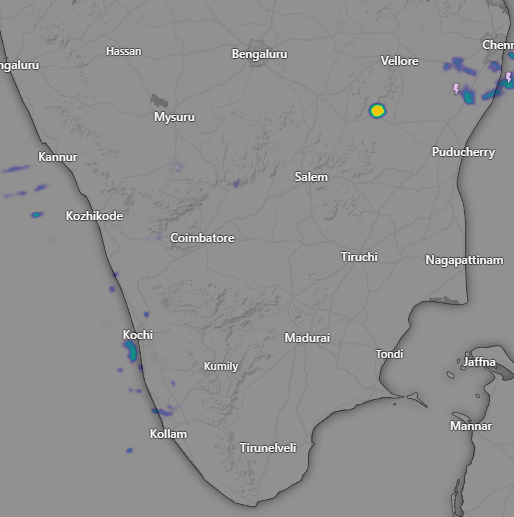 Hassan
Bengaluru
Chenn
ngaluru
Vellore
Mysuru
Kannur
Puducherry
Salem
Kozhikode
Coimbatore
Tiruchi
Nagapattinam
Kochi
Madurai
Tondi
Kumily
Jaffna
Mannar
Kollam
Tirunelveli